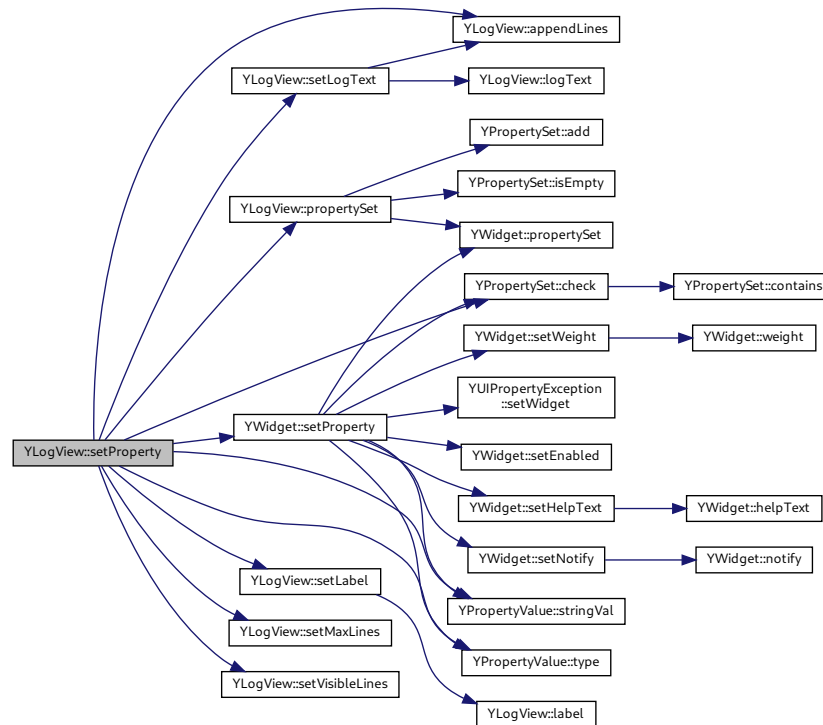 YLogView::appendLines
YLogView::setLogText
YLogView::logText
YPropertySet::add
YPropertySet::isEmpty
YLogView::propertySet
YWidget::propertySet
YPropertySet::check
YPropertySet::contains
YWidget::setWeight
YWidget::weight
YUIPropertyException
::setWidget
YWidget::setProperty
YLogView::setProperty
YWidget::setEnabled
YWidget::setHelpText
YWidget::helpText
YWidget::setNotify
YWidget::notify
YLogView::setLabel
YPropertyValue::stringVal
YLogView::setMaxLines
YPropertyValue::type
YLogView::setVisibleLines
YLogView::label